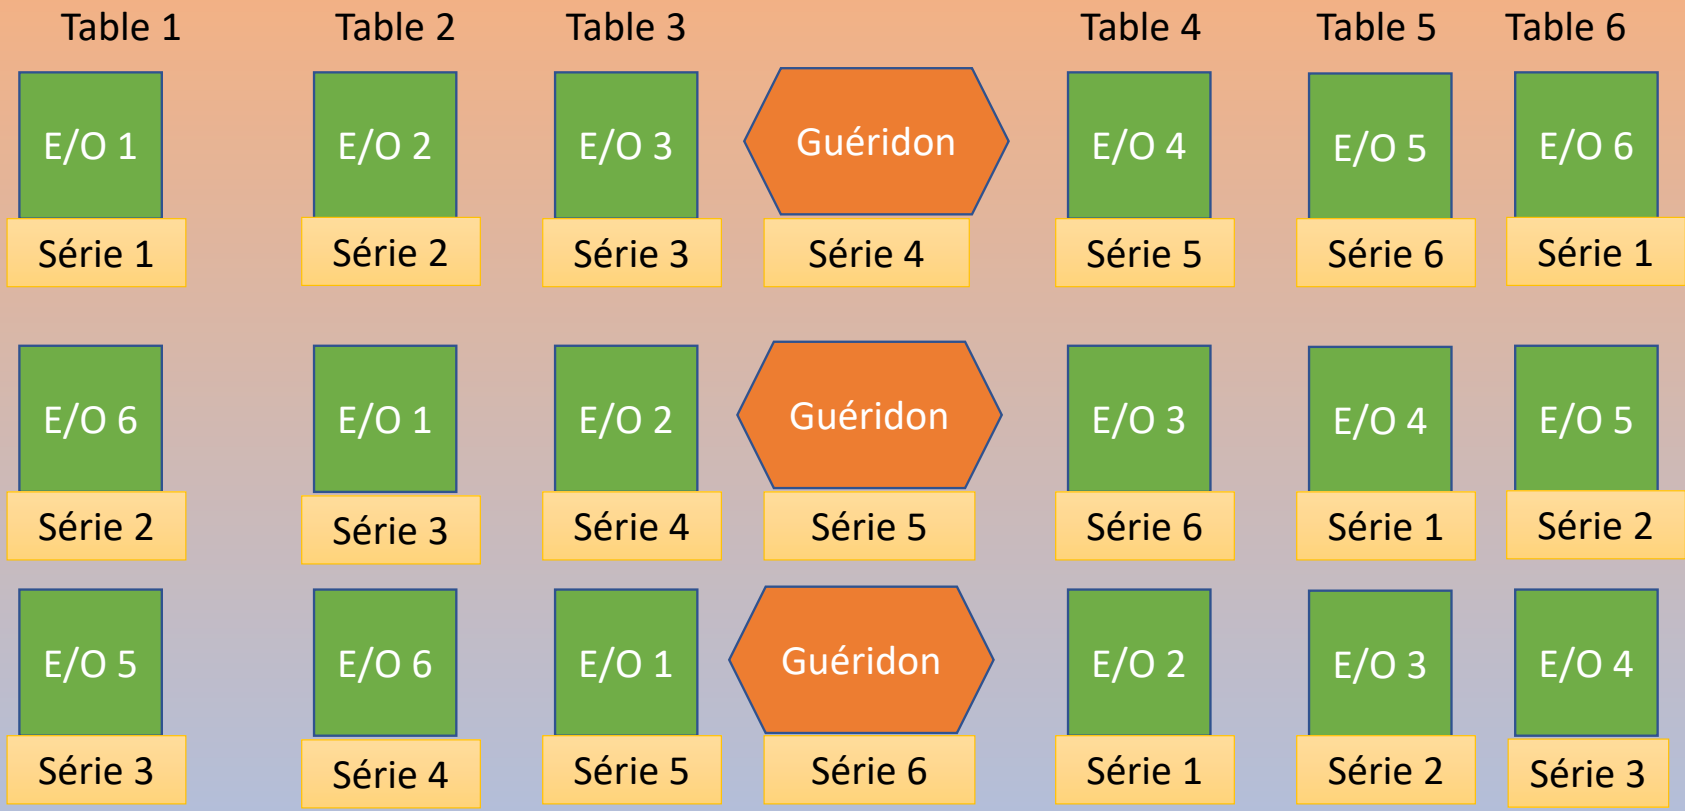 Table 1 Table 2 Table 3 Table 4 Table 5 Table 6
E/O 1 E/O 2 E/O 3 Guéridon E/O 4 E/O 5 E/O 6
Série 1 Série 2 Série 3 Série 4 Série 5 Série 6 Série 1
E/O 6 E/O 1 E/O 2 Guéridon E/O 3 E/O 4 E/O 5
Série 2 Série 3 Série 4 Série 5 Série 6 Série 1 Série 2
E/O 5 E/O 6 E/O 1 Guéridon E/O 2 E/O 3 E/O 4
Série 3 Série 4 Série 5 Série 6 Série 1 Série 2 Série 3